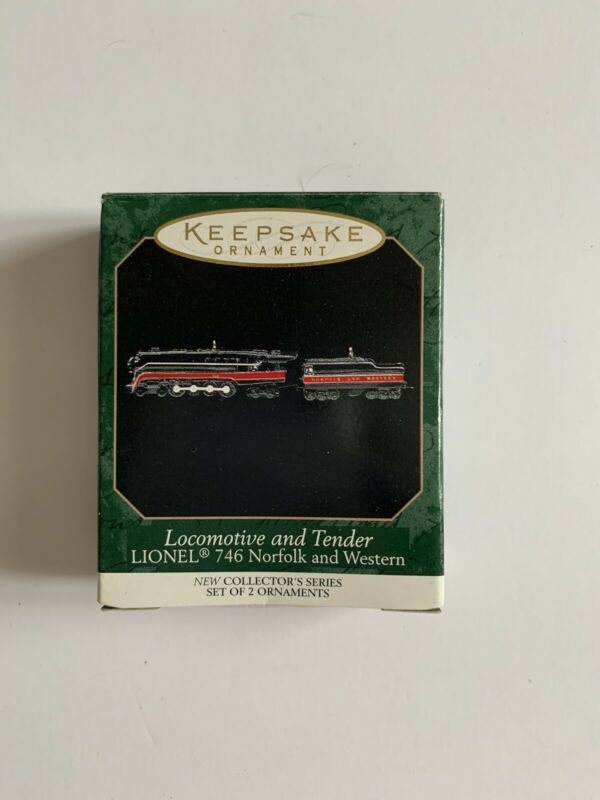 KEEPSAKE
ORNAMENT
NORFOLK AND WESTERN
Locomotive and Tender
LIONEL® 746 Norfolk and Western
NEW COLLECTOR'S SERIES
SET OF 2 ORNAMENTS